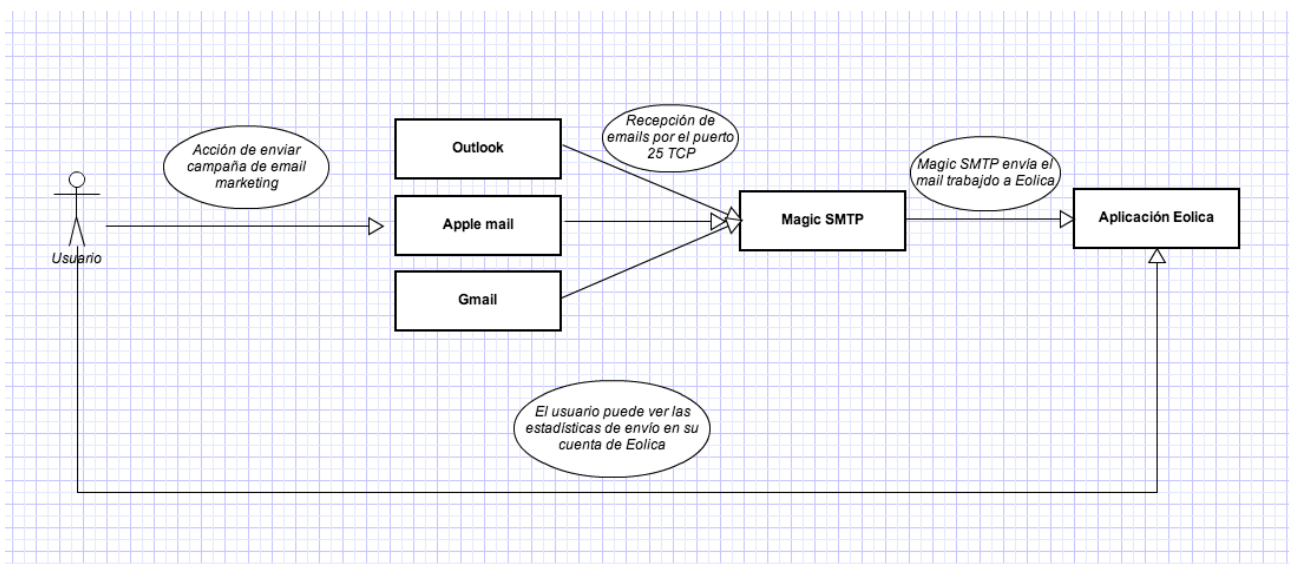 Acción de enviar
campaña de email
marketing
Usuario
Outlook
Apple mail
Gmail
Recepción de
emails por el puerto
25 TCP
Magic SMTP
Magic SMTP envía el
mail trabajdo a Eolica
Aplicación Eolica
El usuario puede ver las
estadísticas de envío en su
cuenta de Eolica